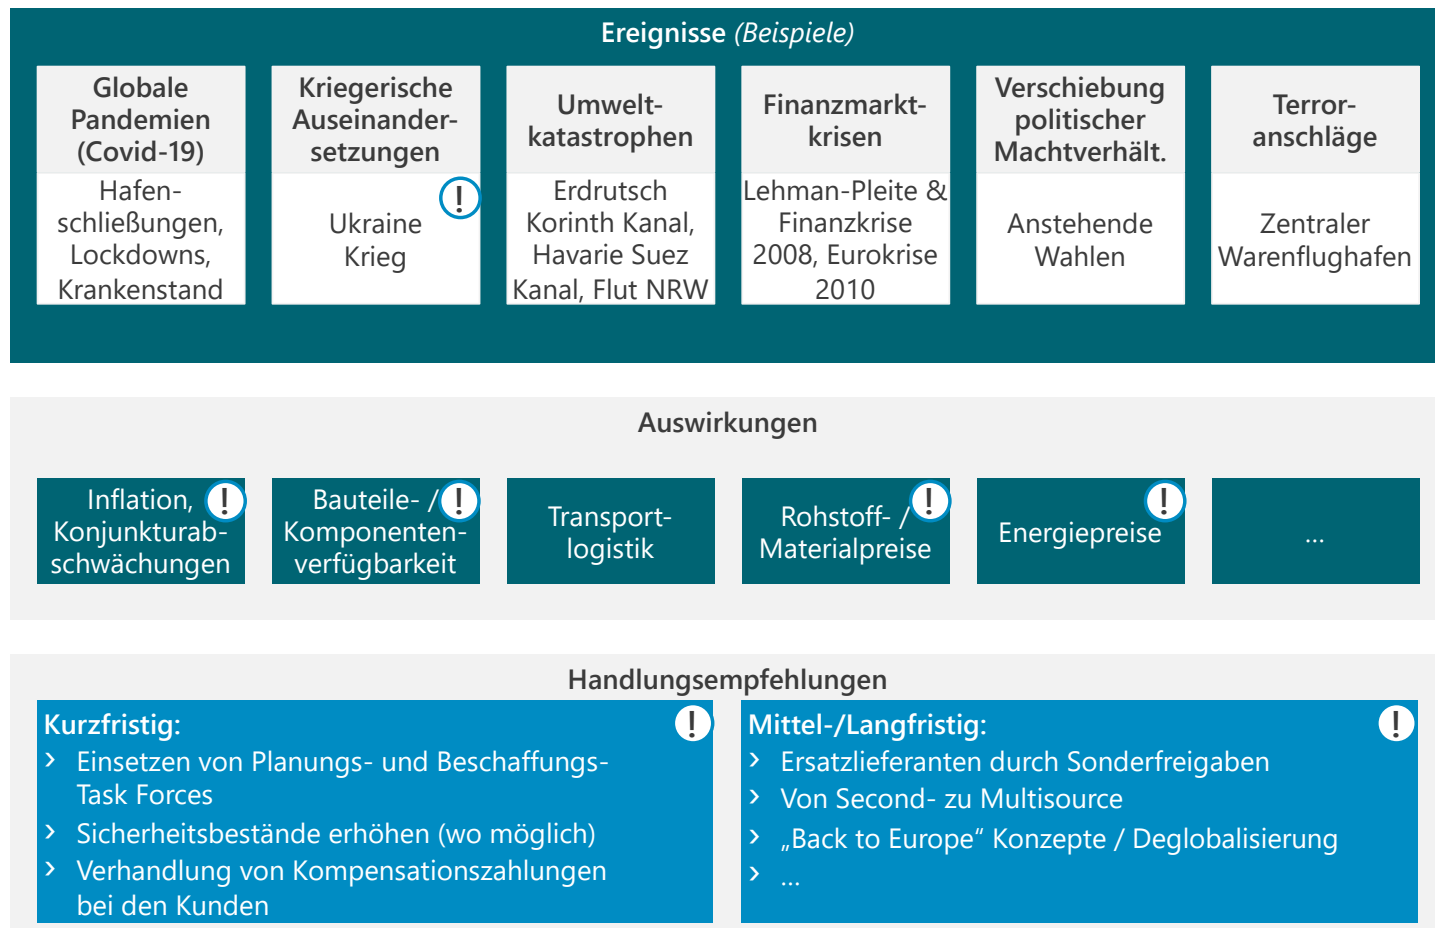 Ereignisse (Beispiele)
Globale
Pandemien
(Covid-19)
Hafen-
schließungen,
Lockdowns,
Krankenstand
Kriegerische
Auseinander-
setzungen
!
Ukraine
Krieg
Umwelt-
katastrophen
Erdrutsch
Korinth Kanal,
Havarie Suez
Kanal, Flut NRW
Finanzmarkt-
krisen
Lehman-Pleite &
Finanzkrise
2008, Eurokrise
2010
Verschiebung
politischer
Machtverhält.
Anstehende
Wahlen
Terror-
anschläge
Zentraler
Warenflughafen
Auswirkungen
Inflation, !
Konjunkturab-
schwächungen
Bauteile- / !
Komponenten-
verfügbarkeit
Transport-
logistik
Rohstoff- / !
Materialpreise
!
Energiepreise
...
Handlungsempfehlungen
Kurzfristig: !
› Einsetzen von Planungs- und Beschaffungs-
Task Forces
› Sicherheitsbestände erhöhen (wo möglich)
› Verhandlung von Kompensationszahlungen
bei den Kunden
Mittel-/Langfristig: !
› Ersatzlieferanten durch Sonderfreigaben
› Von Second- zu Multisource
› „Back to Europe“ Konzepte / Deglobalisierung
› ...